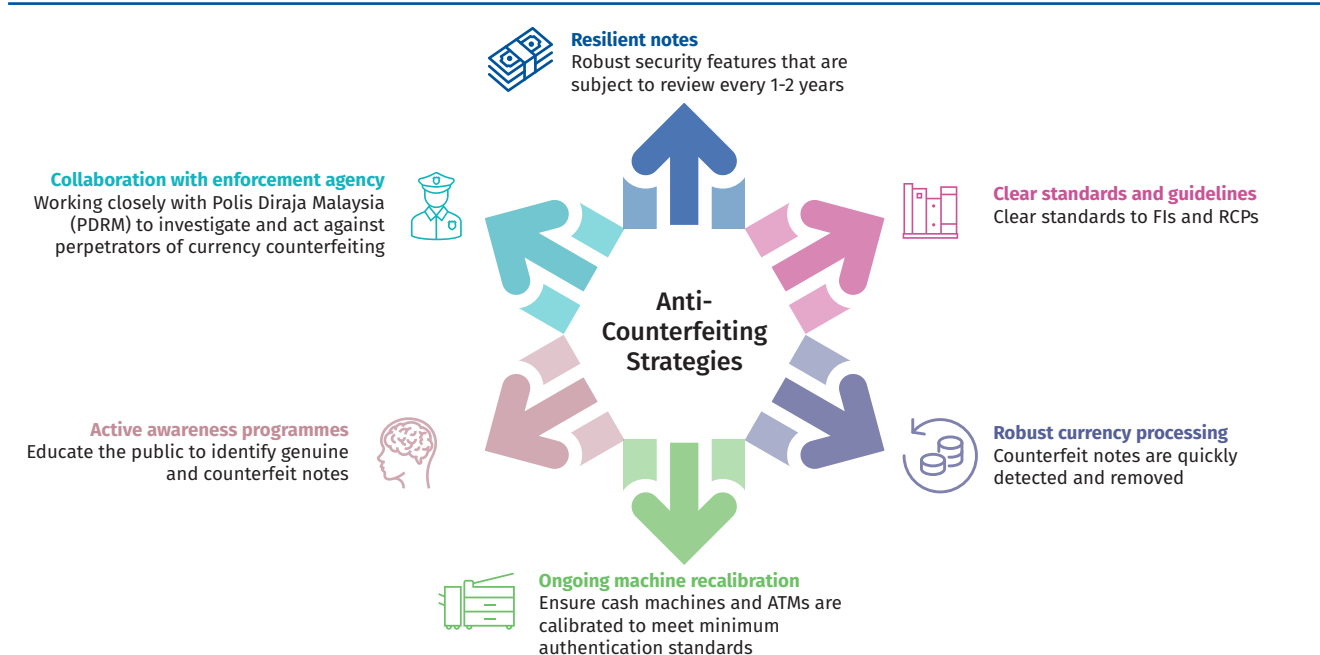 Resilient notes
Robust security features that are
subject to review every 1-2 years
Collaboration with enforcement agency
Working closely with Polis Diraja Malaysia
(PDRM) to investigate and act against
perpetrators of currency counterfeiting
Clear standards and guidelines
Clear standards to FIs and RCPs
Anti-
Counterfeiting
Strategies
Active awareness programmes
Educate the public to identify genuine
and counterfeit notes
Robust currency processing
Counterfeit notes are quickly
detected and removed
Ongoing machine recalibration
Ensure cash machines and ATMs are
calibrated to meet minimum
authentication standards